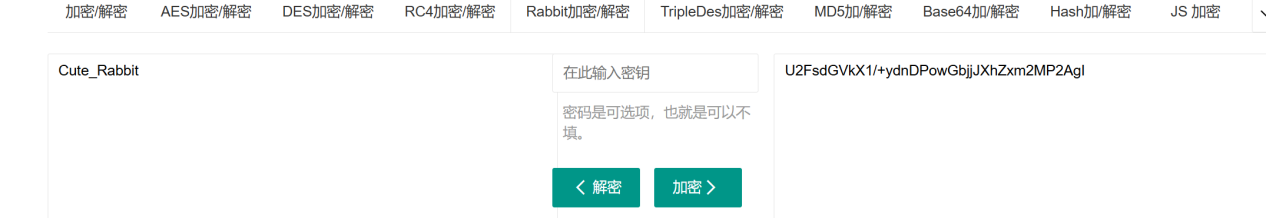 加密/解密 AES加密/解密 DES加密/解密 RC4加密/解密 Rabbit加密/解密 TripleDes加密/解密 MD5加/解密 Base64加/解密 Hash加/解密 JS 加密
Cute_Rabbit
在此输入密钥
密码是可选项，也就是可以不
填。
解密 加密
U2FsdGVkX1/+ydnDPowGbjjJXhZxm2MP2AgI